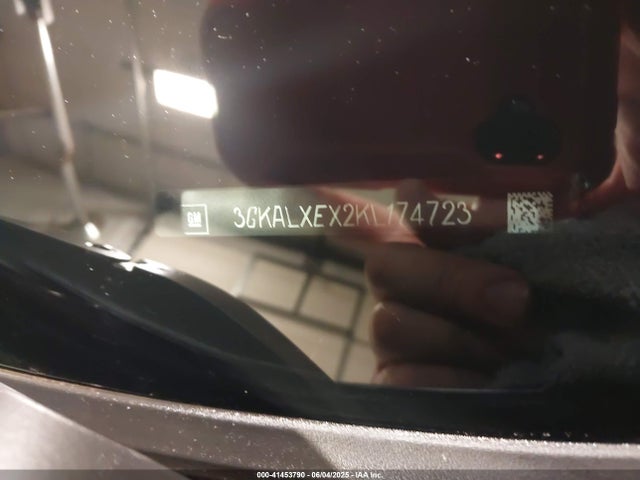 GM 3GKALXEX2KL174723*
000-41453790 - 06/04/2025 - IAA Inc.